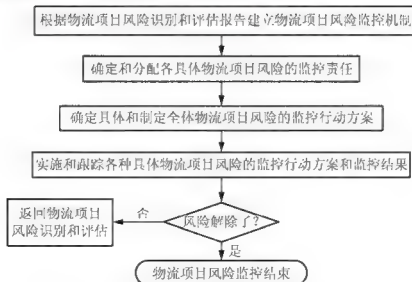 根据物流项目风险识别和评估报告建立物流项目风险监控机制
确定和分配各具体物流项目风险的监控责任
确定具体和制定全体物流项目风险的监控行动方案
实施和跟踪各种具体物流项目风险的监控行动方案和监控结果
返回物流项目
风险识别和评估
否
风险解除了?
是
物流项目风险监控结束